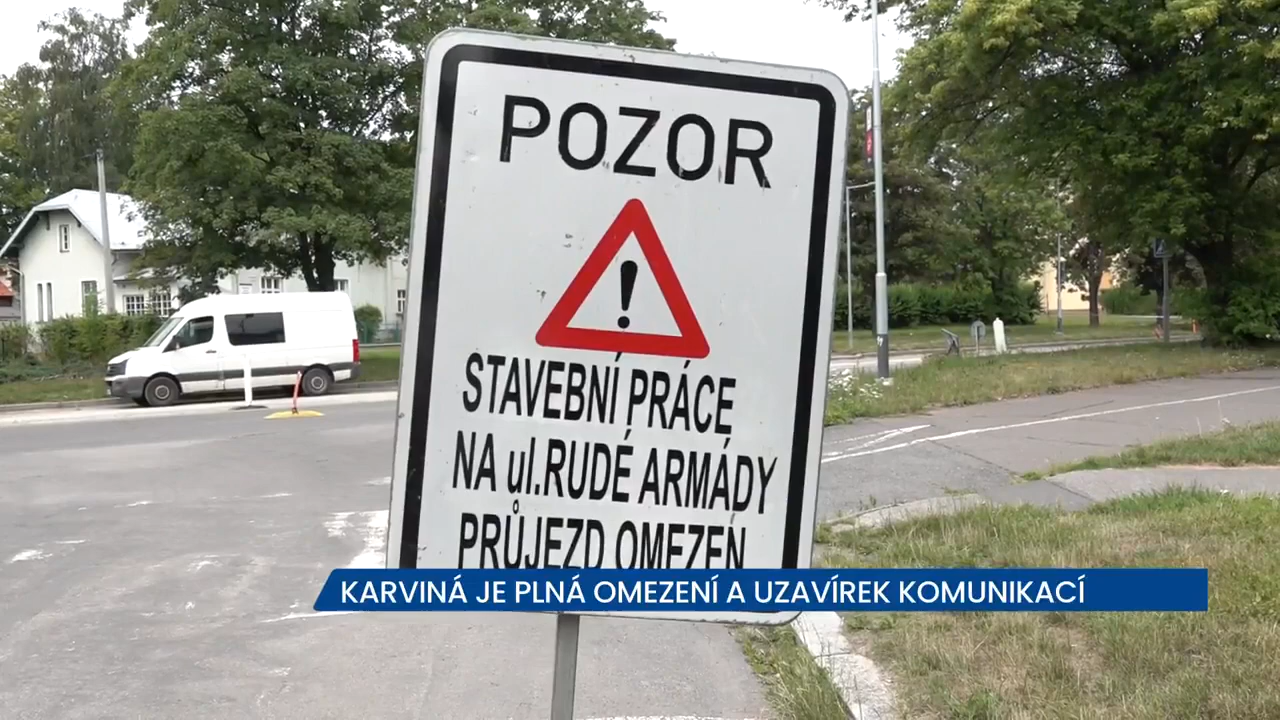 POZOR
STAVEBNÍ PRÁCE
NA ul.RUDÉ ARMÁDY
PRŮJEZD OMEZEN
KARVINÁ JE PLNÁ OMEZENÍ A UZAVÍREK KOMUNIKACÍ